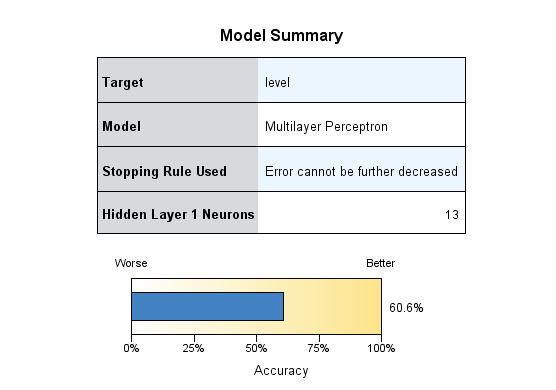 Model Summary
Target level
Model Multilayer Perceptron
Stopping Rule Used Error cannot be further decreased
Hidden Layer 1 Neurons 13
Worse Better
60.6%
0% 25% 50% 75% 100%
Accuracy